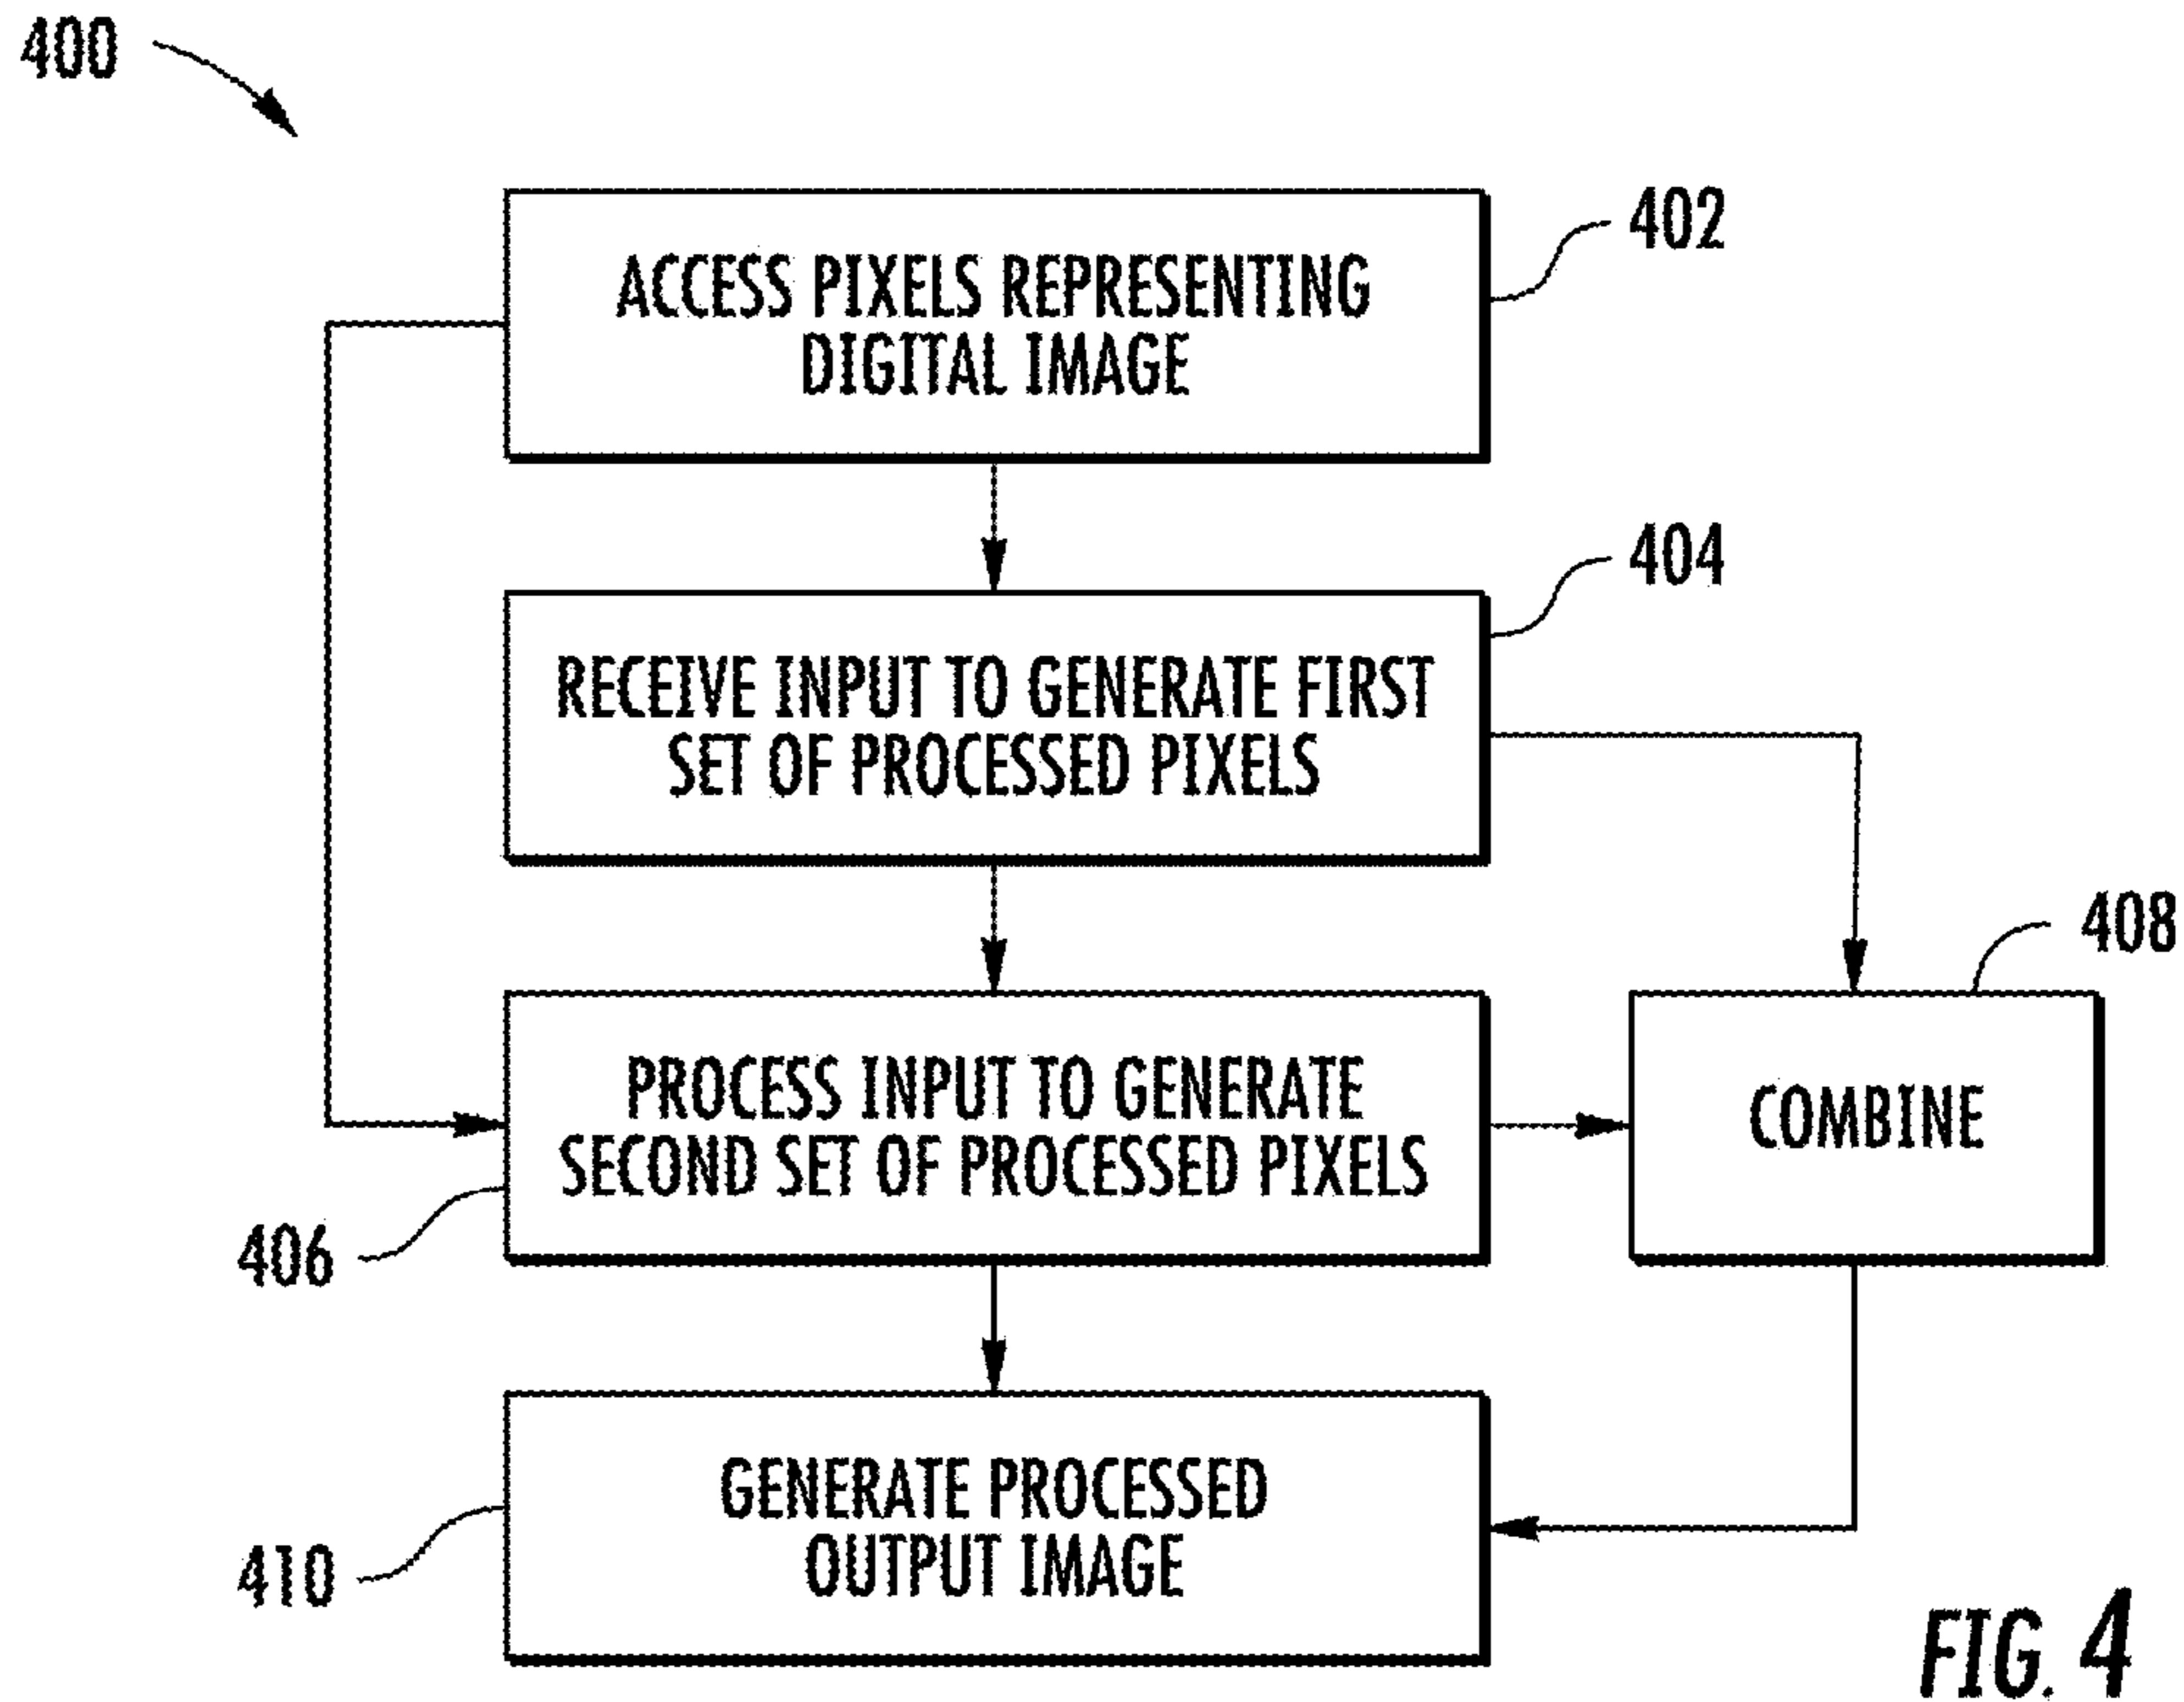 400
402
ACCESS PIXELS REPRESENTING
DIGITAL IMAGE
404
RECEIVE INPUT TO GENERATE FIRST
SET OF PROCESSED PIXELS
408
PROCESS INPUT TO GENERATE
SECOND SET OF PROCESSED PIXELS
COMBINE
406
GENERATE PROCESSED
OUTPUT IMAGE
410
FIG. 4